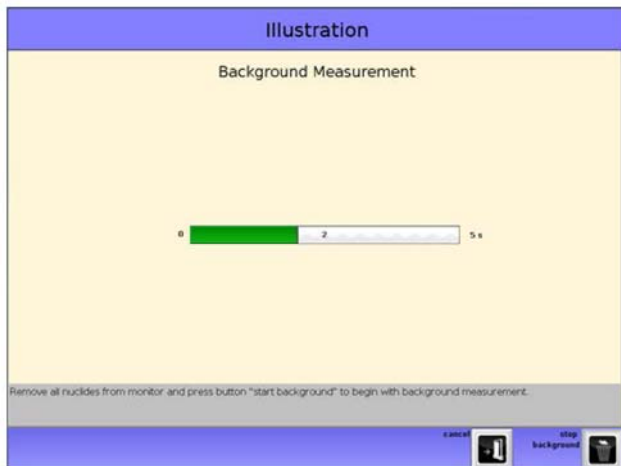 Illustration
Background Measurement
0 2 5 s
Remove all nuclides from monitor and press button "start background" to begin with background measurement.
cancel
stop
background